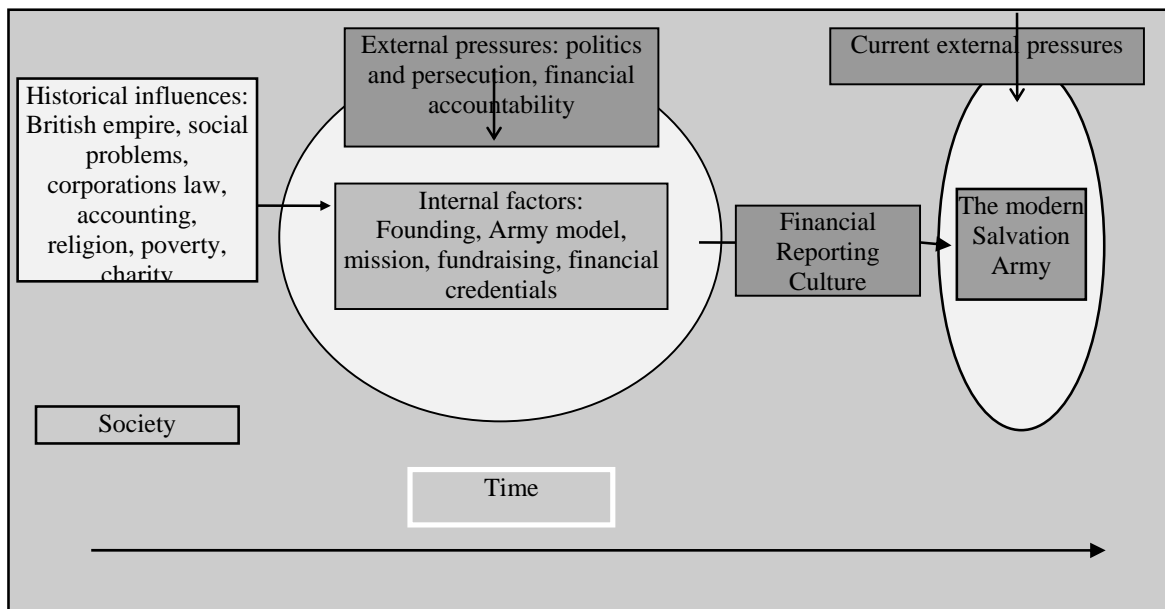 Historical influences:
British empire, social
problems,
corporations law,
accounting,
religion, poverty,
charity
External pressures: politics
and persecution, financial
accountability
Internal factors:
Founding, Army model,
mission, fundraising, financial
credentials
Financial
Reporting
Culture
Current external pressures
The modern
Salvation
Army
Society
Time